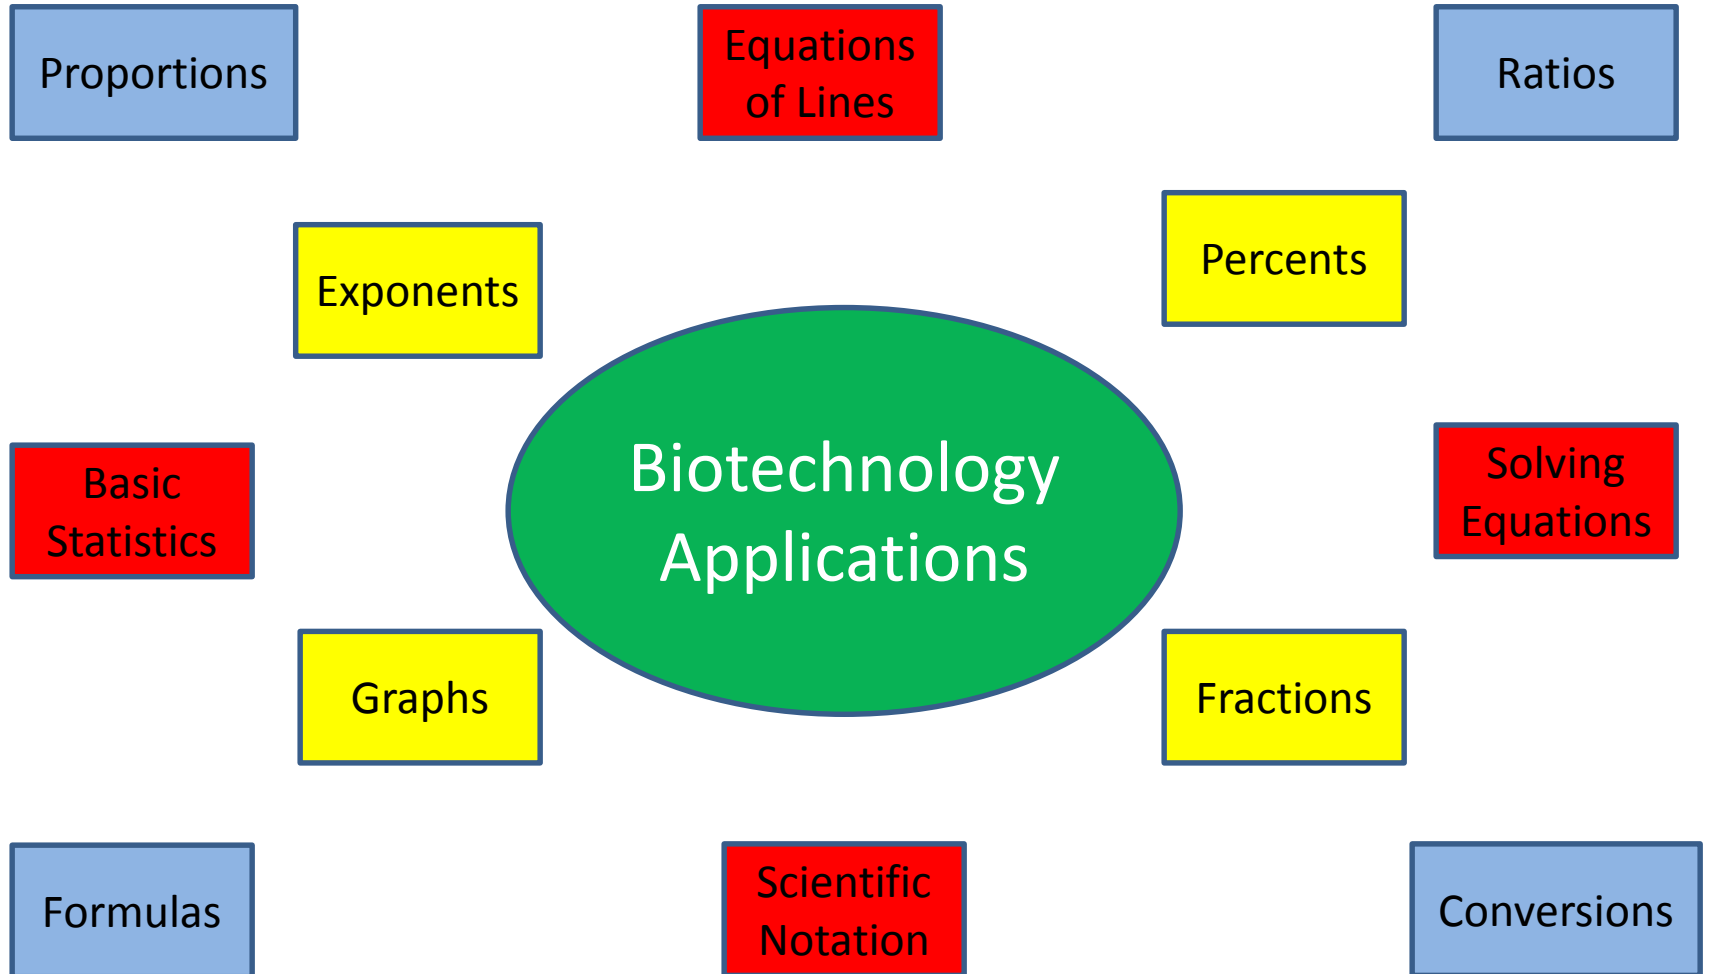 Proportions
Equations
of Lines
Ratios
Exponents
Percents
Biotechnology
Applications
Basic
Statistics
Solving
Equations
Graphs
Fractions
Formulas
Scientific
Notation
Conversions